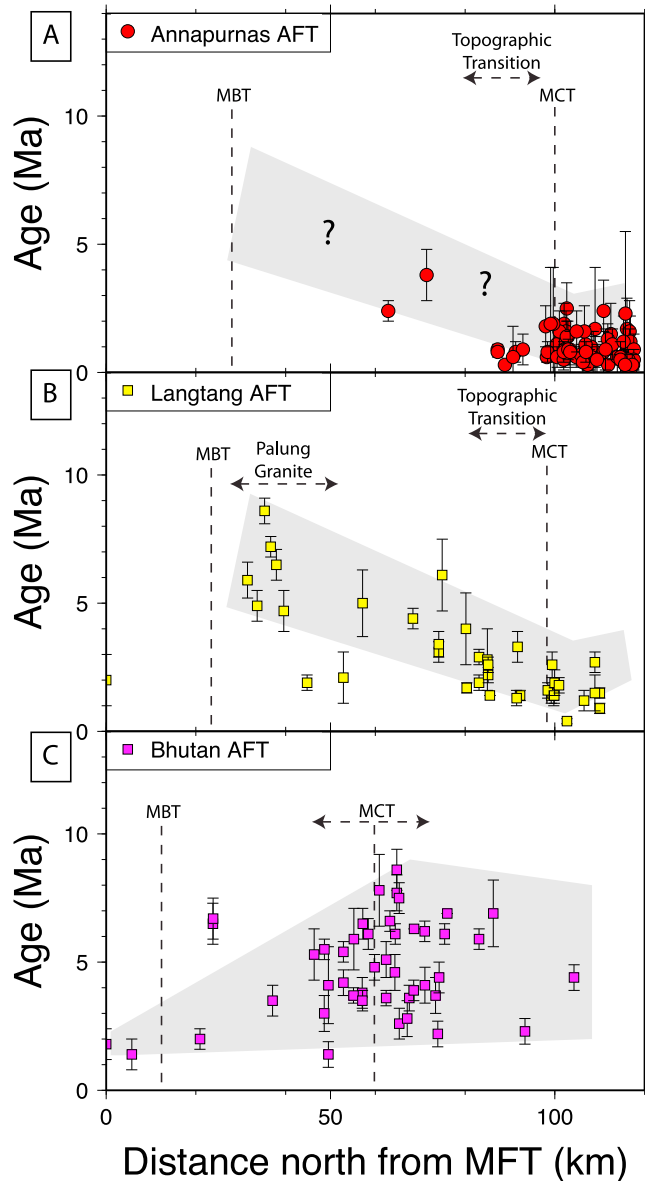 A
Annapurnas AFT
Topographic
Transition
MBT
MCT
10
5
0
Age (Ma)
?
?
B
Langtang AFT
Topographic
Transition
Palung
Granite
MBT
MCT
10
5
0
Age (Ma)
C
Bhutan AFT
MBT
MCT
10
5
0
Age (Ma)
0
50
100
Distance north from MFT (km)